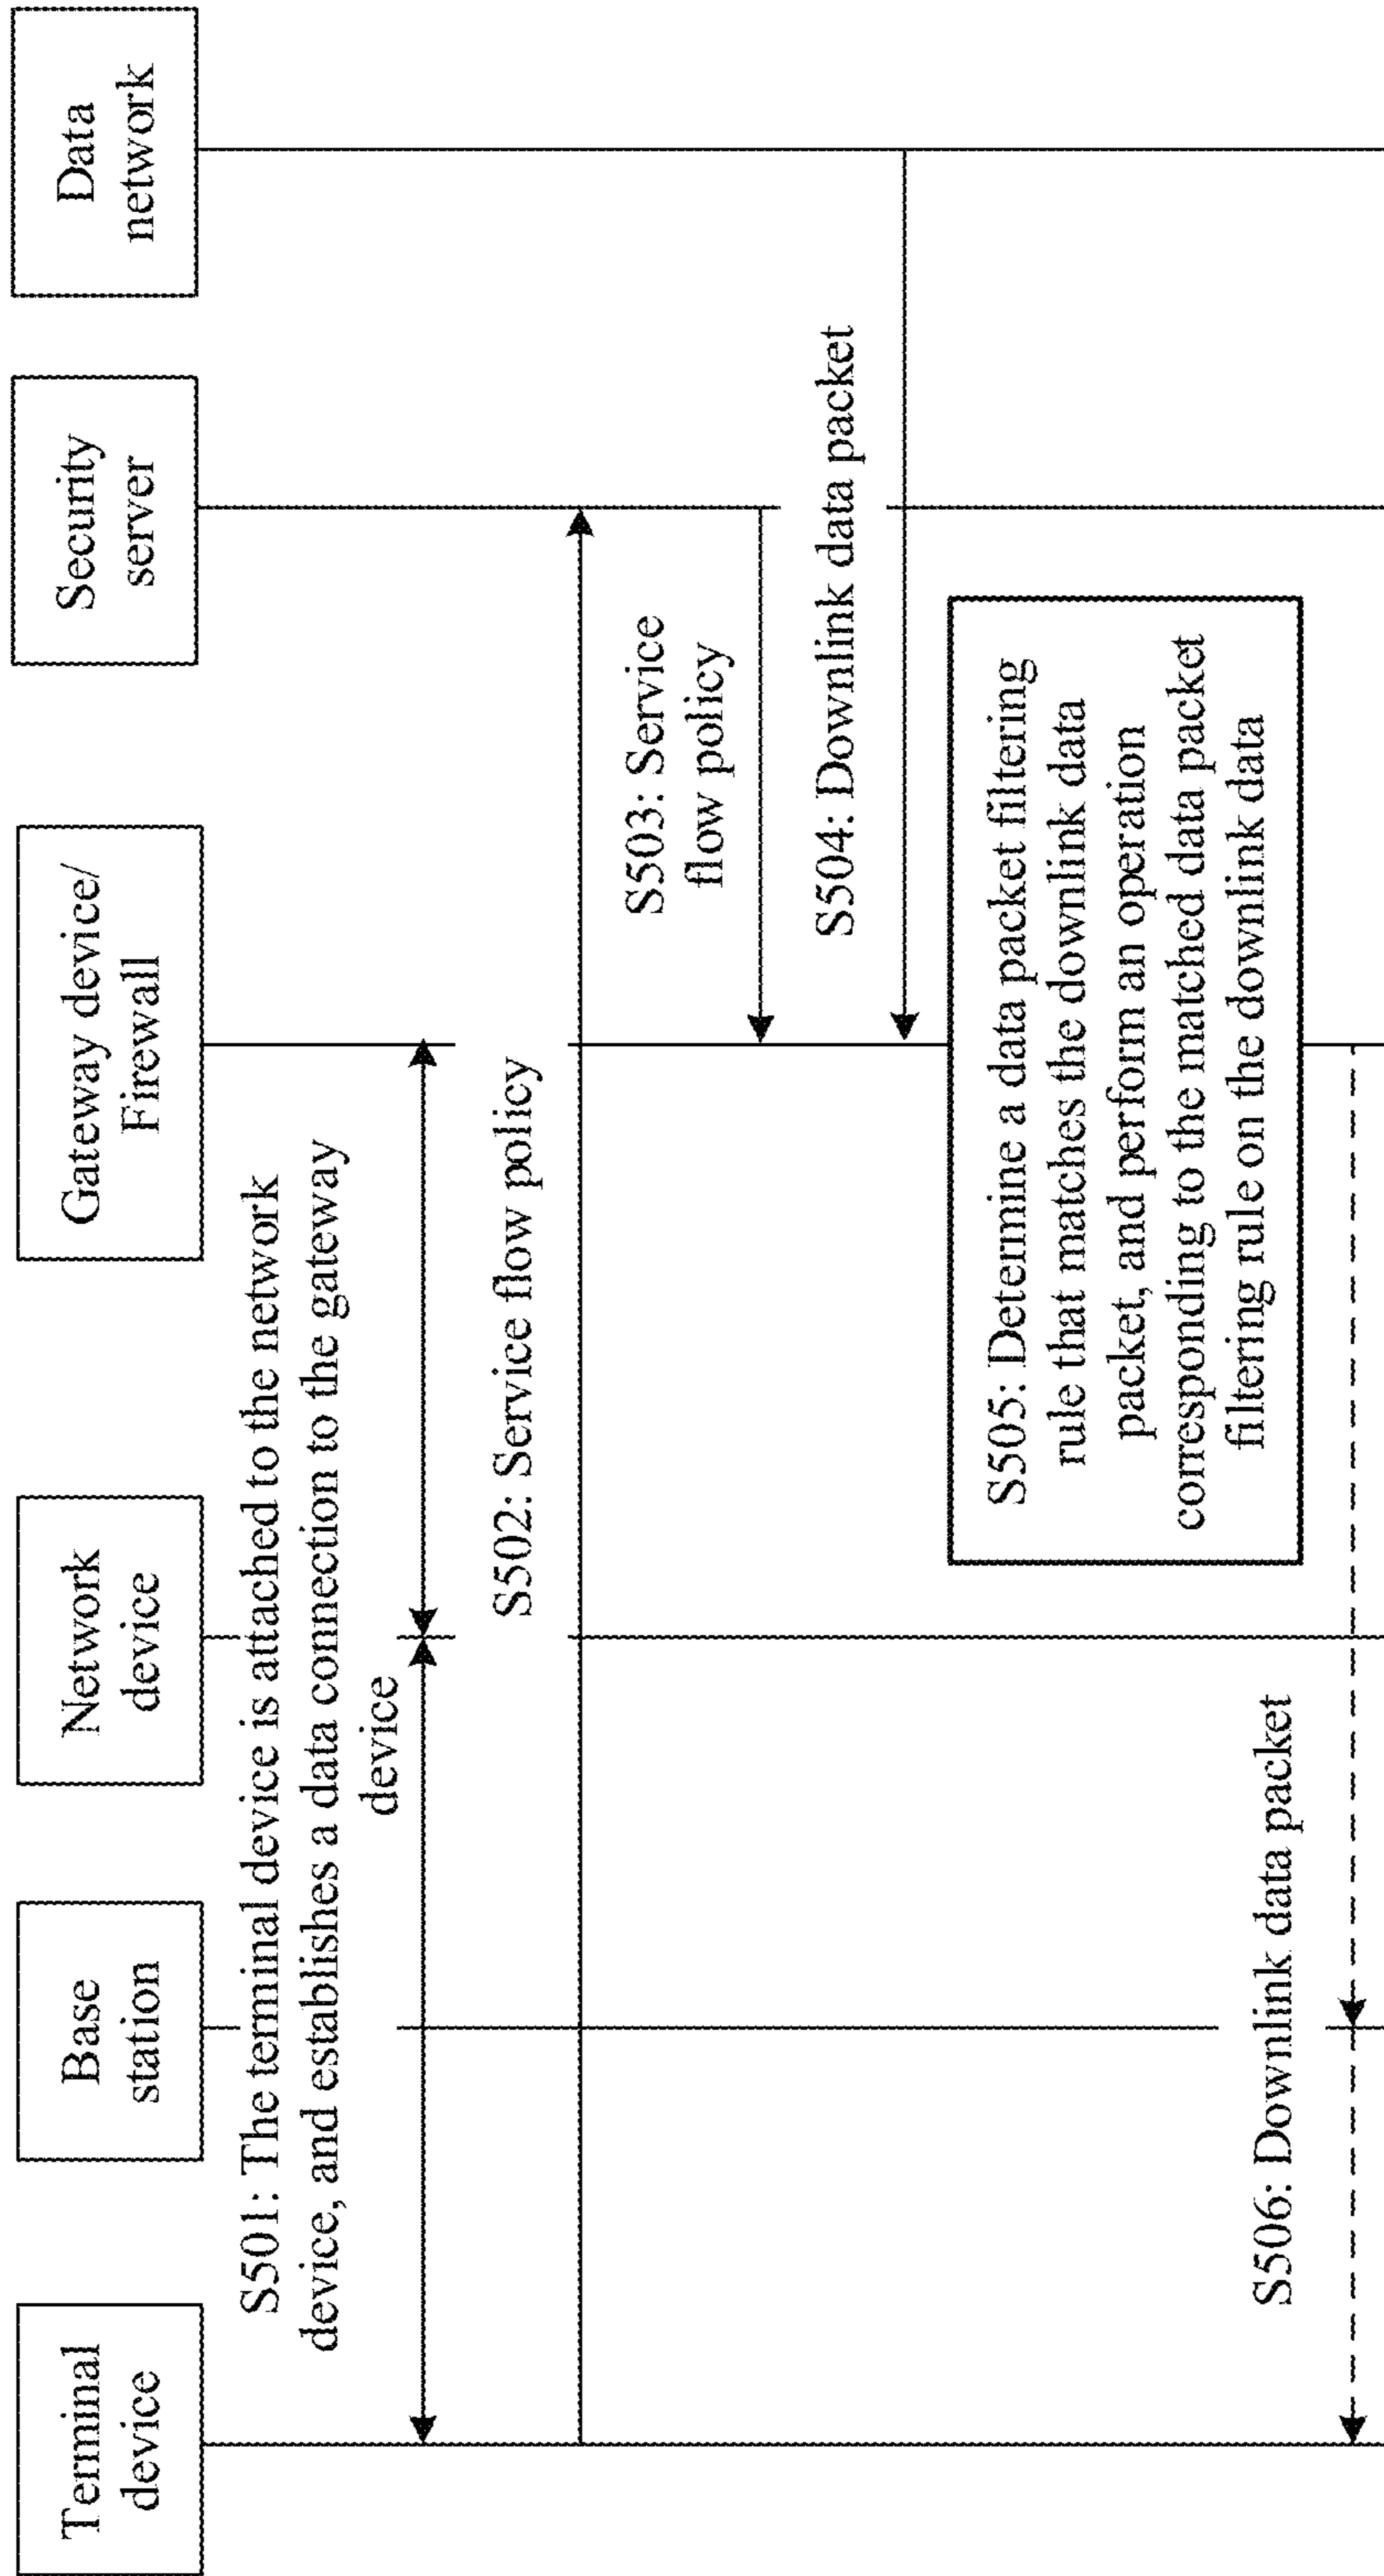 Terminal
device
Base
station
Network
device
Gateway device/
Firewall
Security
server
Data
network
S501: The terminal device is attached to the network
device, and establishes a data connection to the gateway
device
S502: Service flow policy
S503: Service
flow policy
S504: Downlink data packet
S505: Determine a data packet filtering
rule that matches the downlink data
packet, and perform an operation
corresponding to the matched data packet
filtering rule on the downlink data
S506: Downlink data packet